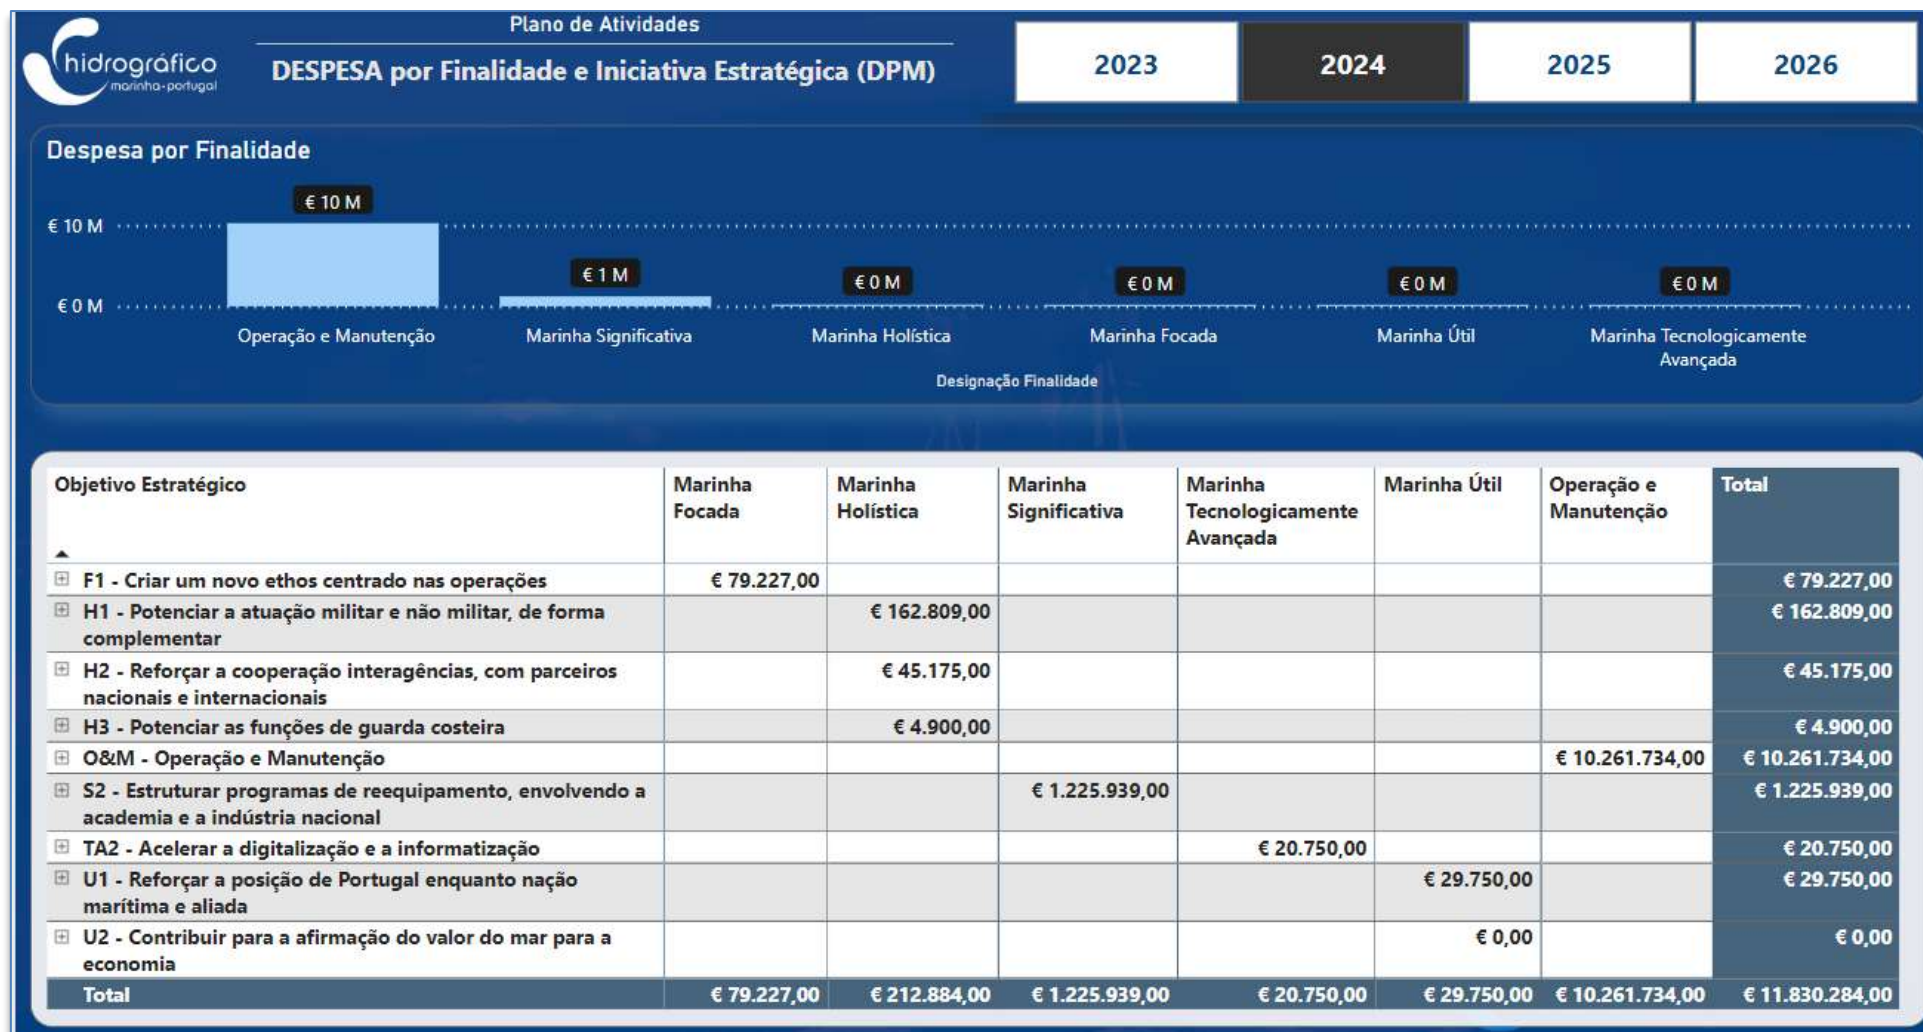 hidrográfico
marinha-portugal
Plano de Atividades
DESPESA por Finalidade e Iniciativa Estratégica (DPM)
2023
2024
2025
2026
Despesa por Finalidade
€ 10 M
€ 10 M
€ 1 M
€ 0 M
€ 0 M
€ 0 M
€ 0 M
€ 0 M
Operação e Manutenção
Marinha Significativa
Marinha Holística
Marinha Focada
Marinha Útil
Marinha Tecnologicamente
Avançada
Designação Finalidade
Objetivo Estratégico
Marinha
Focada
Marinha
Holística
Marinha
Significativa
Marinha
Tecnologicamente
Avançada
Marinha Útil
Operação e
Manutenção
Total
F1 - Criar um novo ethos centrado nas operações € 79.227,00 € 79.227,00
H1 - Potenciar a atuação militar e não militar, de forma € 162.809,00 € 162.809,00
complementar
H2 - Reforçar a cooperação interagências, com parceiros € 45.175,00 € 45.175,00
nacionais e internacionais
H3 - Potenciar as funções de guarda costeira € 4.900,00 € 4.900,00
O&M - Operação e Manutenção € 10.261.734,00 € 10.261.734,00
S2 - Estruturar programas de reequipamento, envolvendo a € 1.225.939,00 € 1.225.939,00
academia e a indústria nacional
TA2 - Acelerar a digitalização e a informatização € 20.750,00 € 20.750,00
U1 - Reforçar a posição de Portugal enquanto nação € 29.750,00 € 29.750,00
marítima e aliada
U2 - Contribuir para a afirmação do valor do mar para a € 0,00 € 0,00
economia
Total € 79.227,00 € 212.884,00 € 1.225.939,00 € 20.750,00 € 29.750,00 € 10.261.734,00 € 11.830.284,00